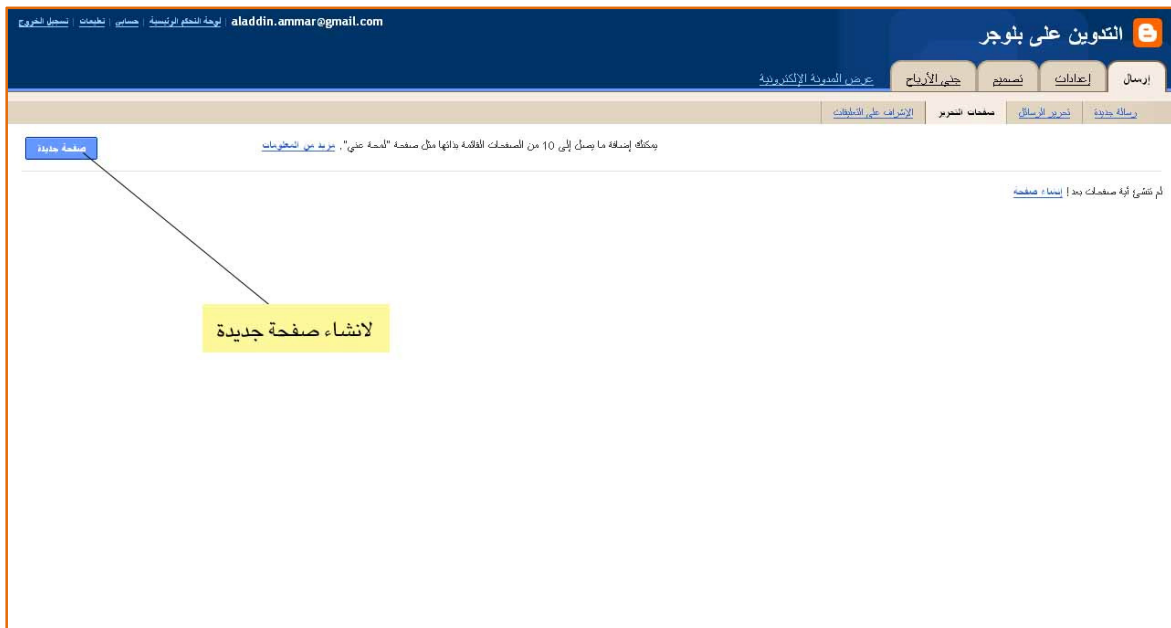 التدوين على بلوجر
aladdin.ammar@gmail.com | لوحة التحكم الرئيسية | حسابي | تعليمات | تسجيل الخروج
إرسال إعدادات تصميم جني الأرباح عرض المدونة الإلكترونية
رسالة جديدة تحرير الرسائل صفحات التحرير الإشراف على التعليقات
يمكنك إضافة ما يصل إلى 10 من الصفحات القائمة بذاتها مثل صفحة "لمحة عني". مزيد من المعلومات
صفحة جديدة
لم تنشئ أية صفحات بعد! إنشاء صفحة
لانشاء صفحة جديدة